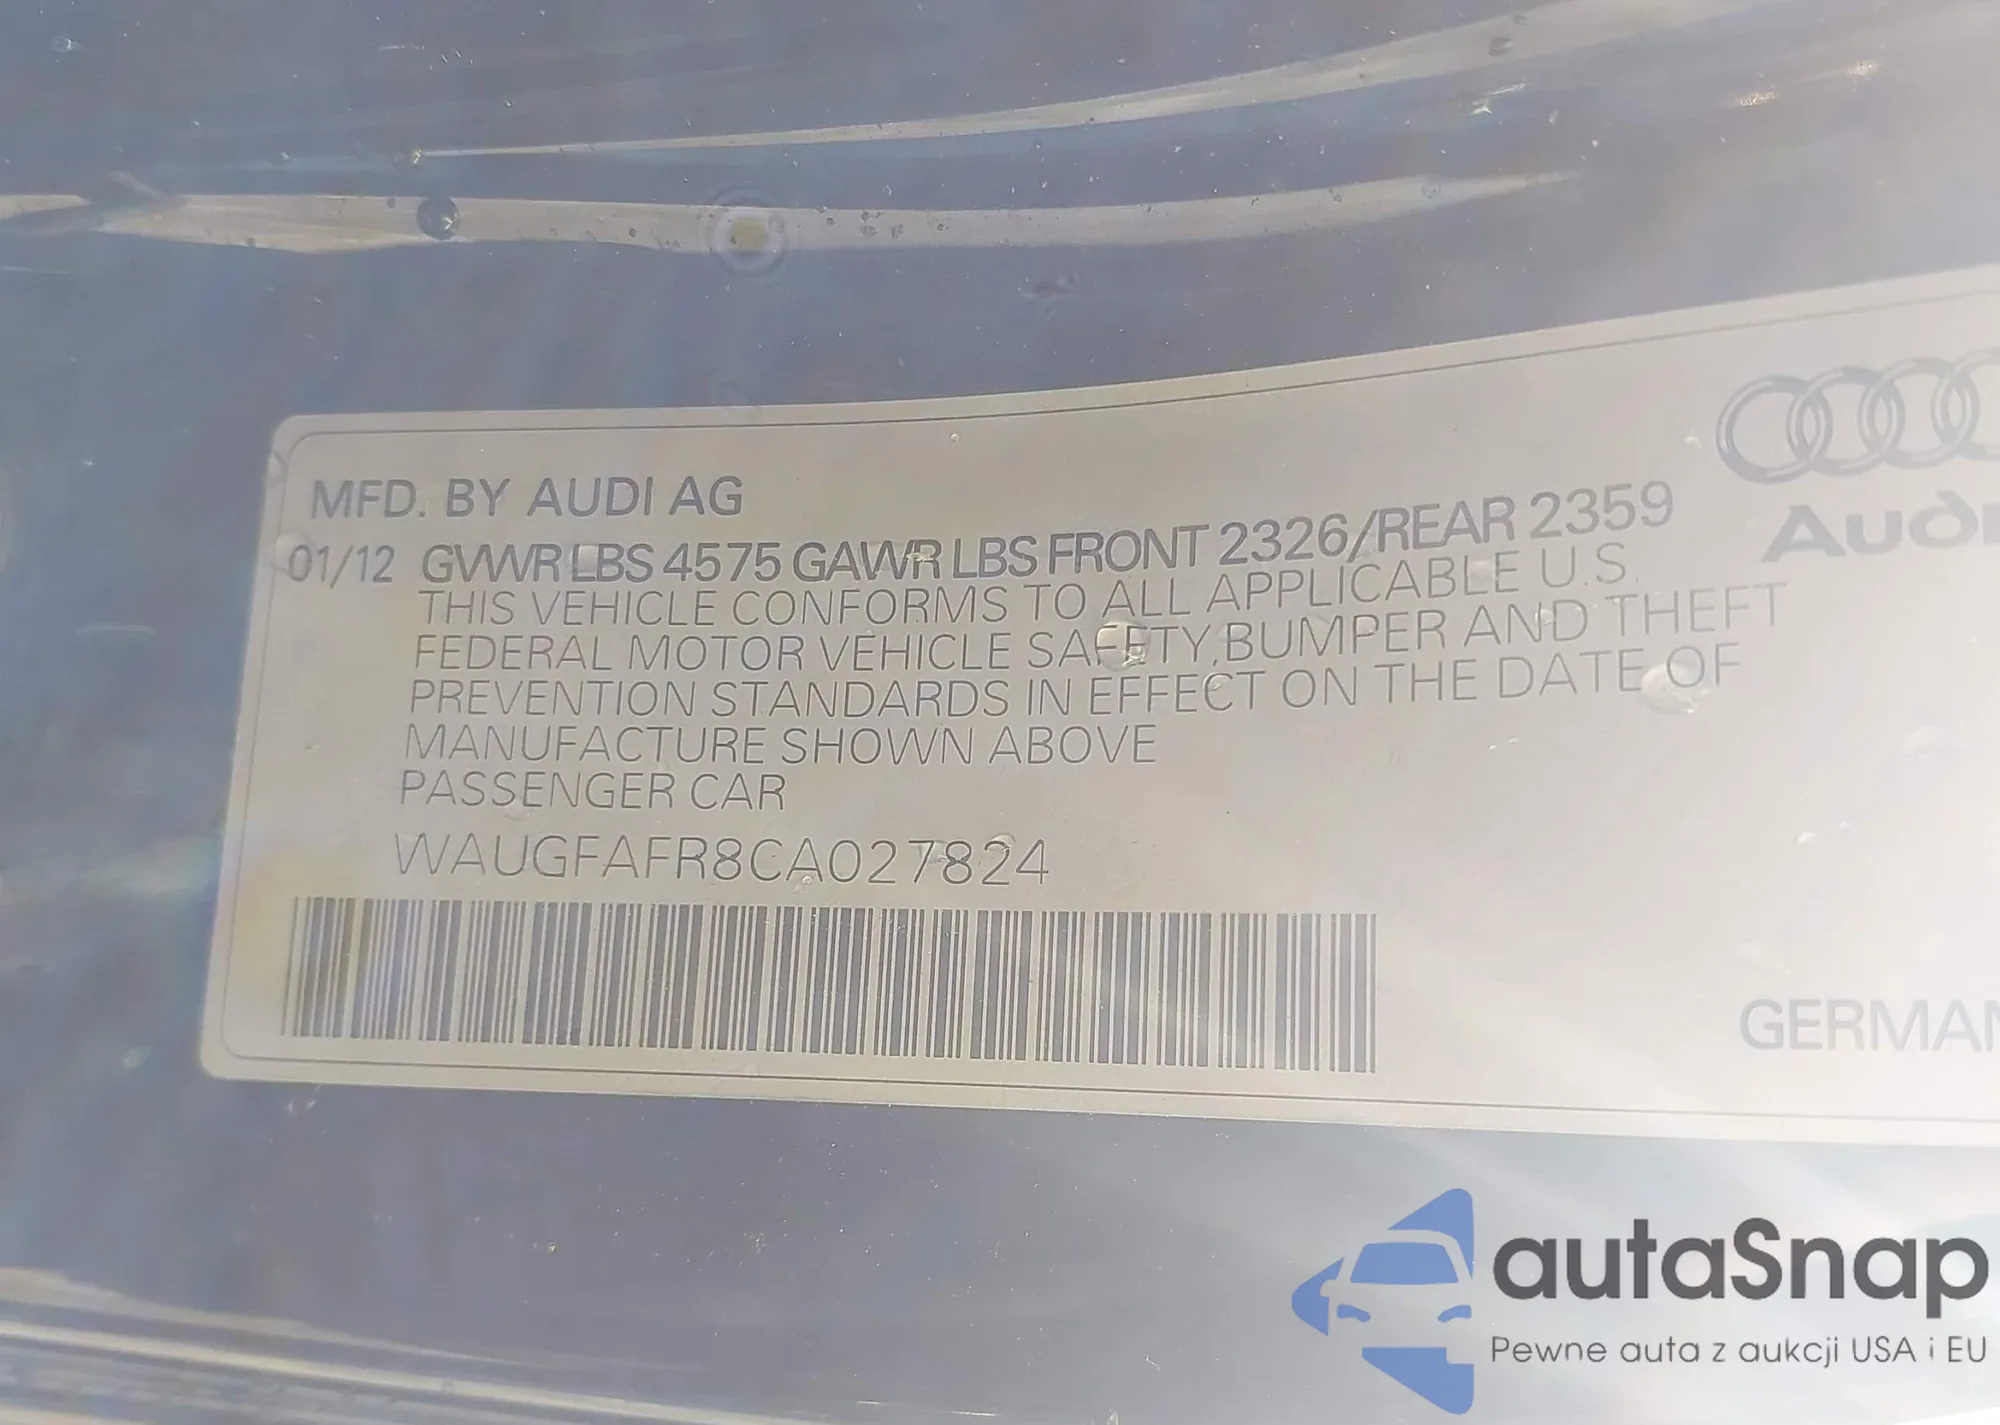 MFD. BY AUDI AG
01/12 GVWR LBS 4575 GAWR LBS FRONT 2326/REAR 2359
THIS VEHICLE CONFORMS TO ALL APPLICABLE U.S.
FEDERAL MOTOR VEHICLE SAFETY,BUMPER AND THEFT
PREVENTION STANDARDS IN EFFECT ON THE DATE OF
MANUFACTURE SHOWN ABOVE
PASSENGER CAR
WAUGFAFR8CA027824
Audi
GERMAN
autaSnap
Pewne auta z aukcji USA i EU